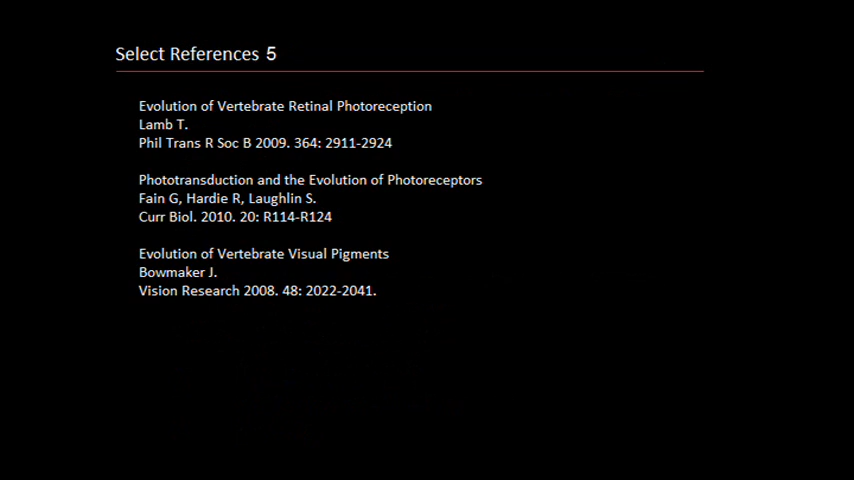 Select References 5
Evolution of Vertebrate Retinal Photoreception
Lamb T.
Phil Trans R Soc B 2009. 364: 2911-2924
Phototransduction and the Evolution of Photoreceptors
Fain G, Hardie R, Laughlin S.
Curr Biol. 2010. 20: R114-R124
Evolution of Vertebrate Visual Pigments
Bowmaker J.
Vision Research 2008. 48: 2022-2041.